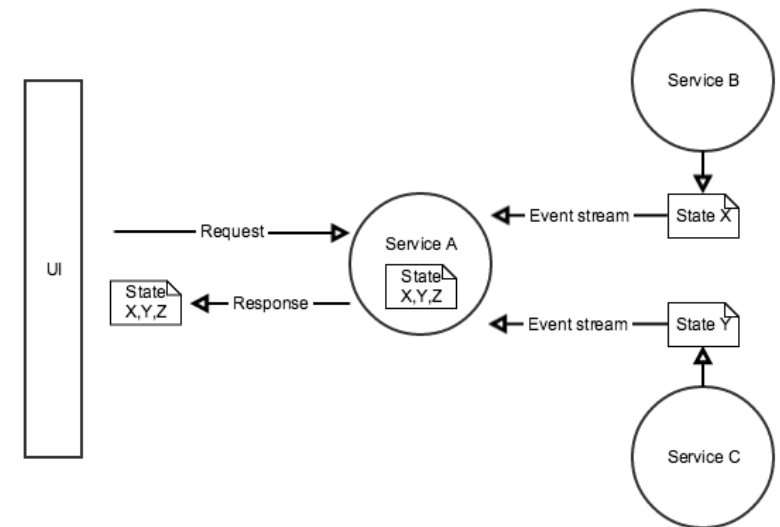 Service B
State X
Event stream
Request
Service A
State
X,Y,Z
UI
State
X,Y,Z
Response
Event stream
State Y
Service C